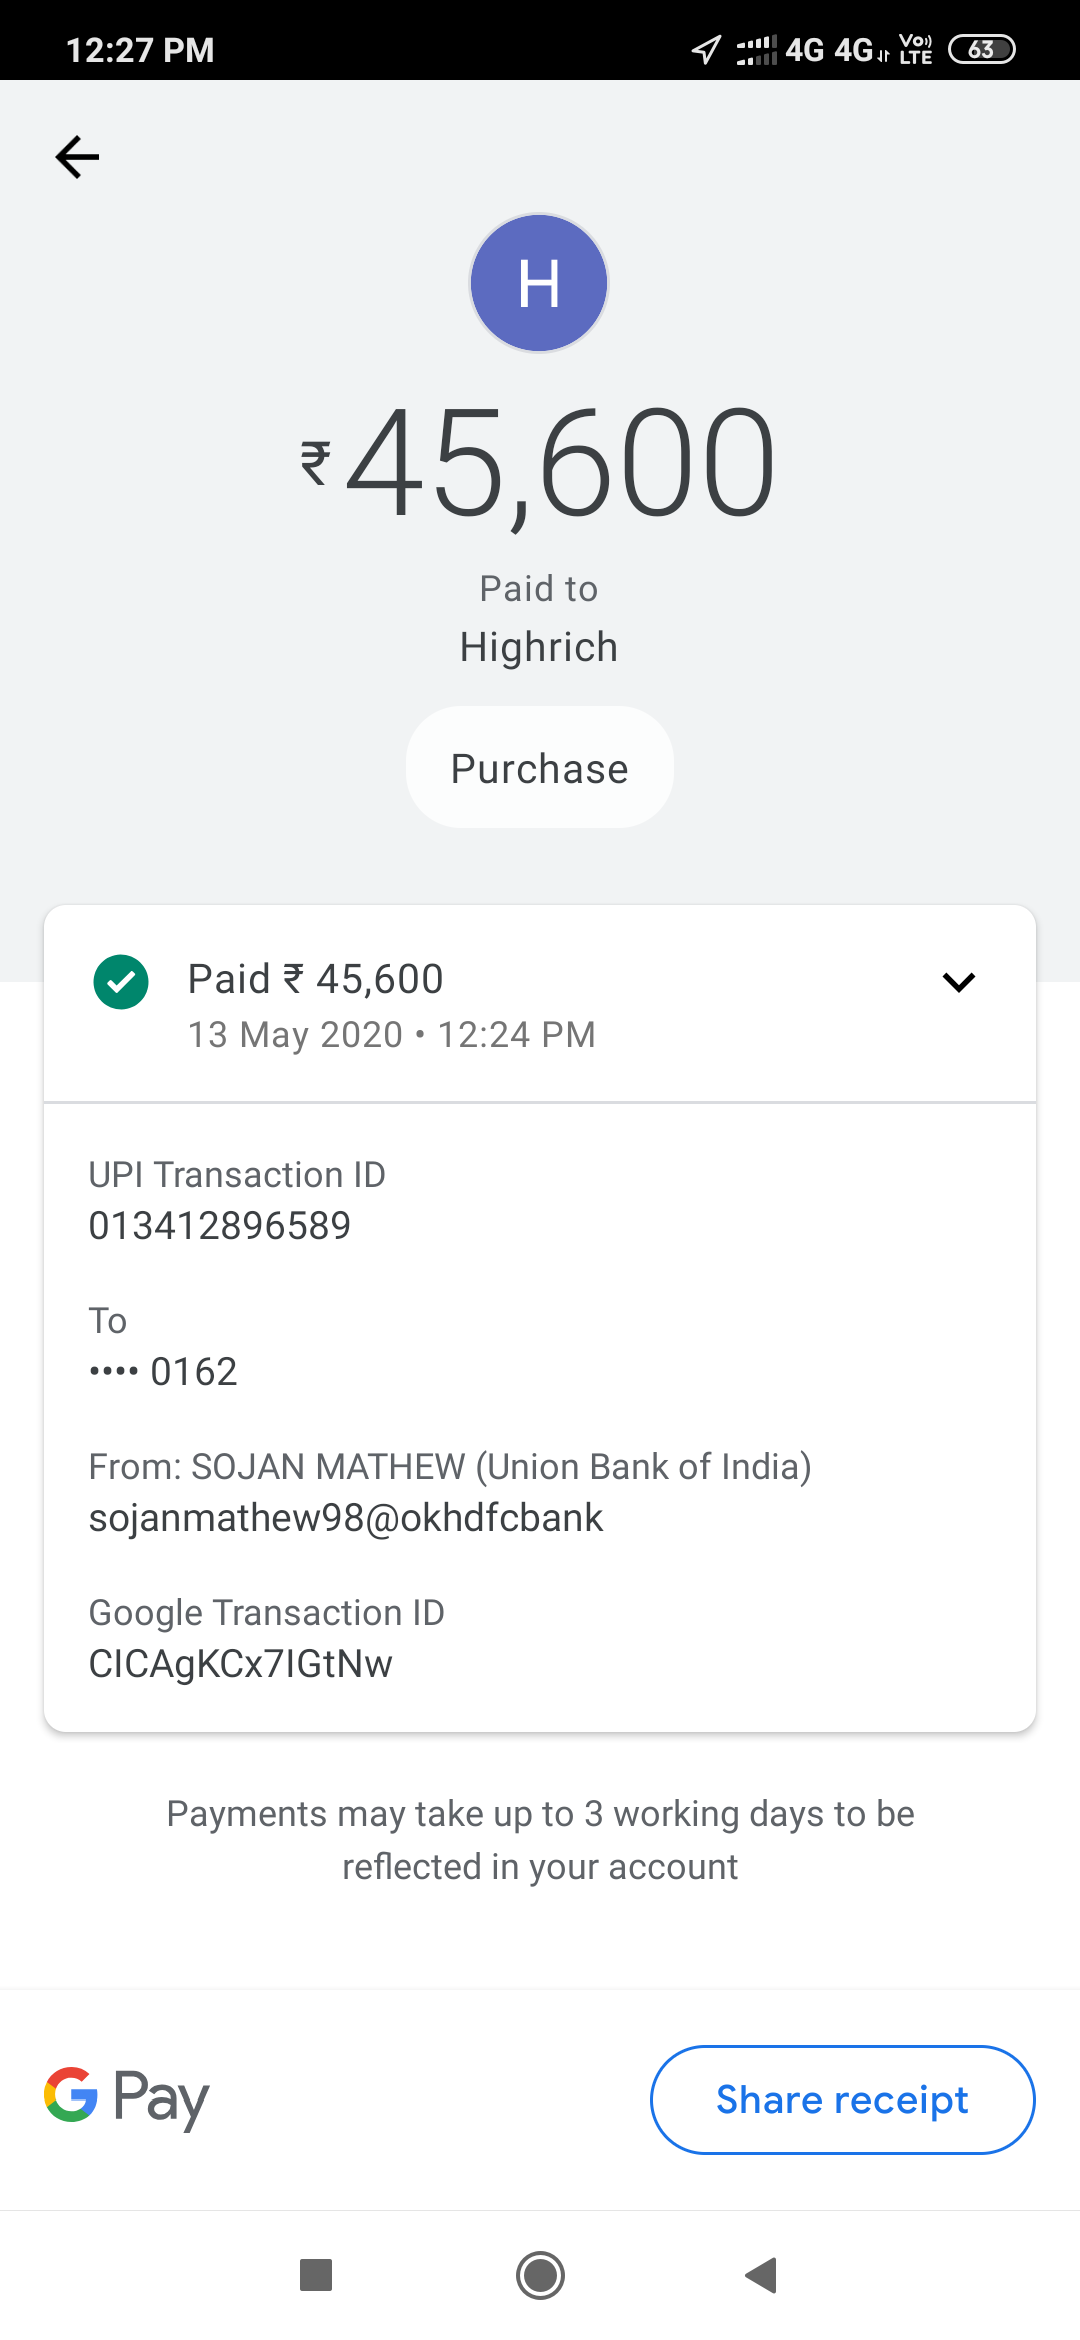 12:27 PM
4G 4G VoLTE 63
H
₹45,600
Paid to
Highrich
Purchase
Paid ₹ 45,600
13 May 2020 • 12:24 PM
UPI Transaction ID
013412896589
To
•••• 0162
From: SOJAN MATHEW (Union Bank of India)
sojanmathew98@okhdfcbank
Google Transaction ID
CICAgKCx7IGtNw
Payments may take up to 3 working days to be
reflected in your account
G Pay
Share receipt